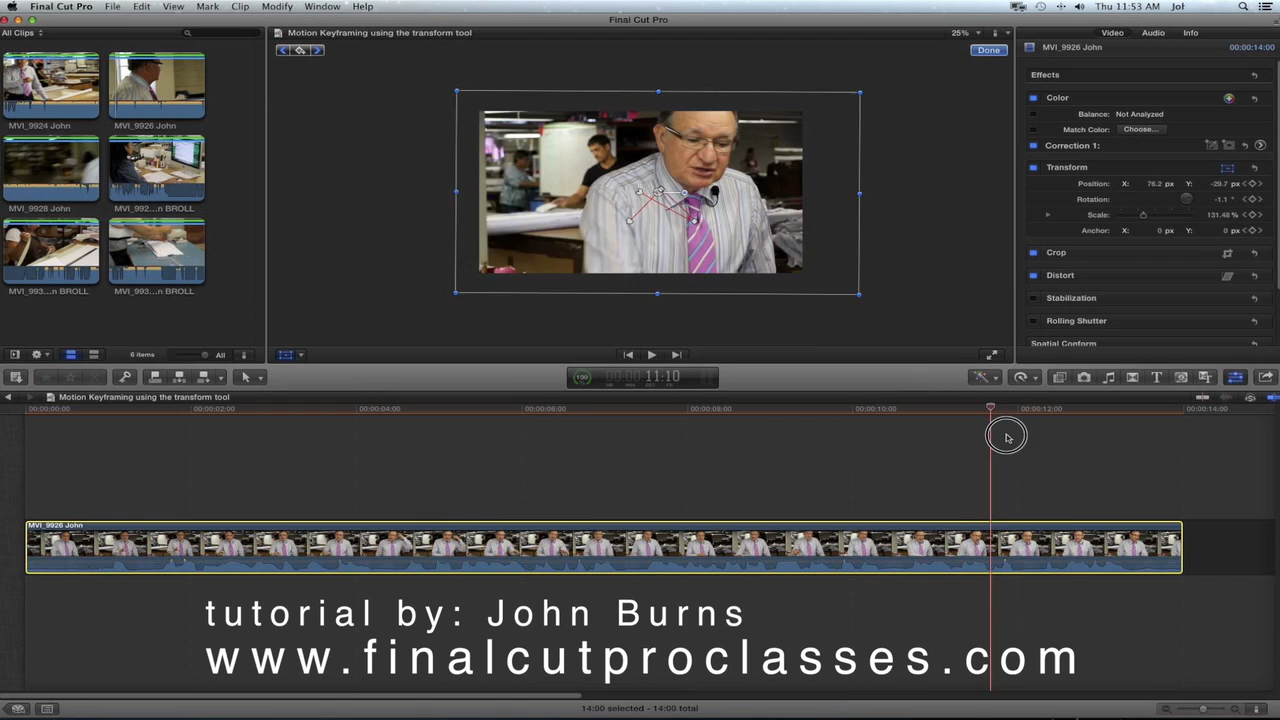 Final Cut Pro File Edit View Mark Clip Modify Window Help Thu 11:53 AM Joł
Final Cut Pro
All Clips
Motion Keyframing using the transform tool 25%
Video Audio Info
Done
MVI_9926 John 00:00:14:00
Effects
Color
Balance: Not Analyzed
Match Color: Choose...
Correction 1:
Transform
Position: X: 76.2 px Y: -29.7 px
Rotation: -1.1 °
Scale: 131.48 %
Anchor: X: 0 px Y: 0 px
Crop
Distort
Stabilization
Rolling Shutter
Spatial Conform
MVI_9924 John MVI_9926 John
MVI_9928 John MVI_992...n BROLL
MVI_993...n BROLL MVI_993...n BROLL
6 items All
100 00:00:11:10
Motion Keyframing using the transform tool
00:00:00:00 00:00:02:00 00:00:04:00 00:00:06:00 00:00:08:00 00:00:10:00 00:00:12:00 00:00:14:00
MVI_9926 John
tutorial by: John Burns
www.finalcutproclasses.com
14:00 selected - 14:00 total